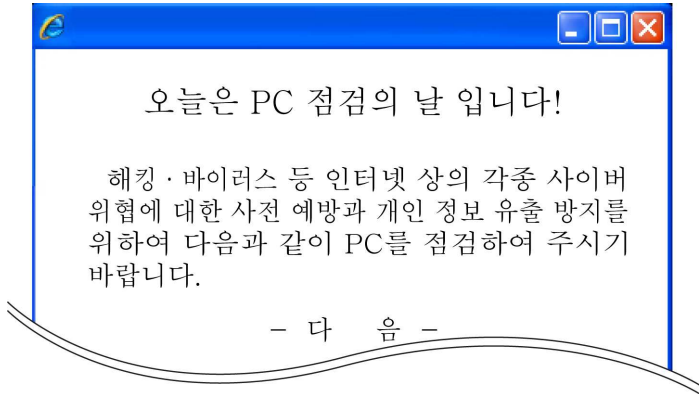 오늘은 PC 점검의 날 입니다!
해킹·바이러스 등 인터넷 상의 각종 사이버
위협에 대한 사전 예방과 개인 정보 유출 방지를
위하여 다음과 같이 PC를 점검하여 주시기
바랍니다.
- 다 음 -